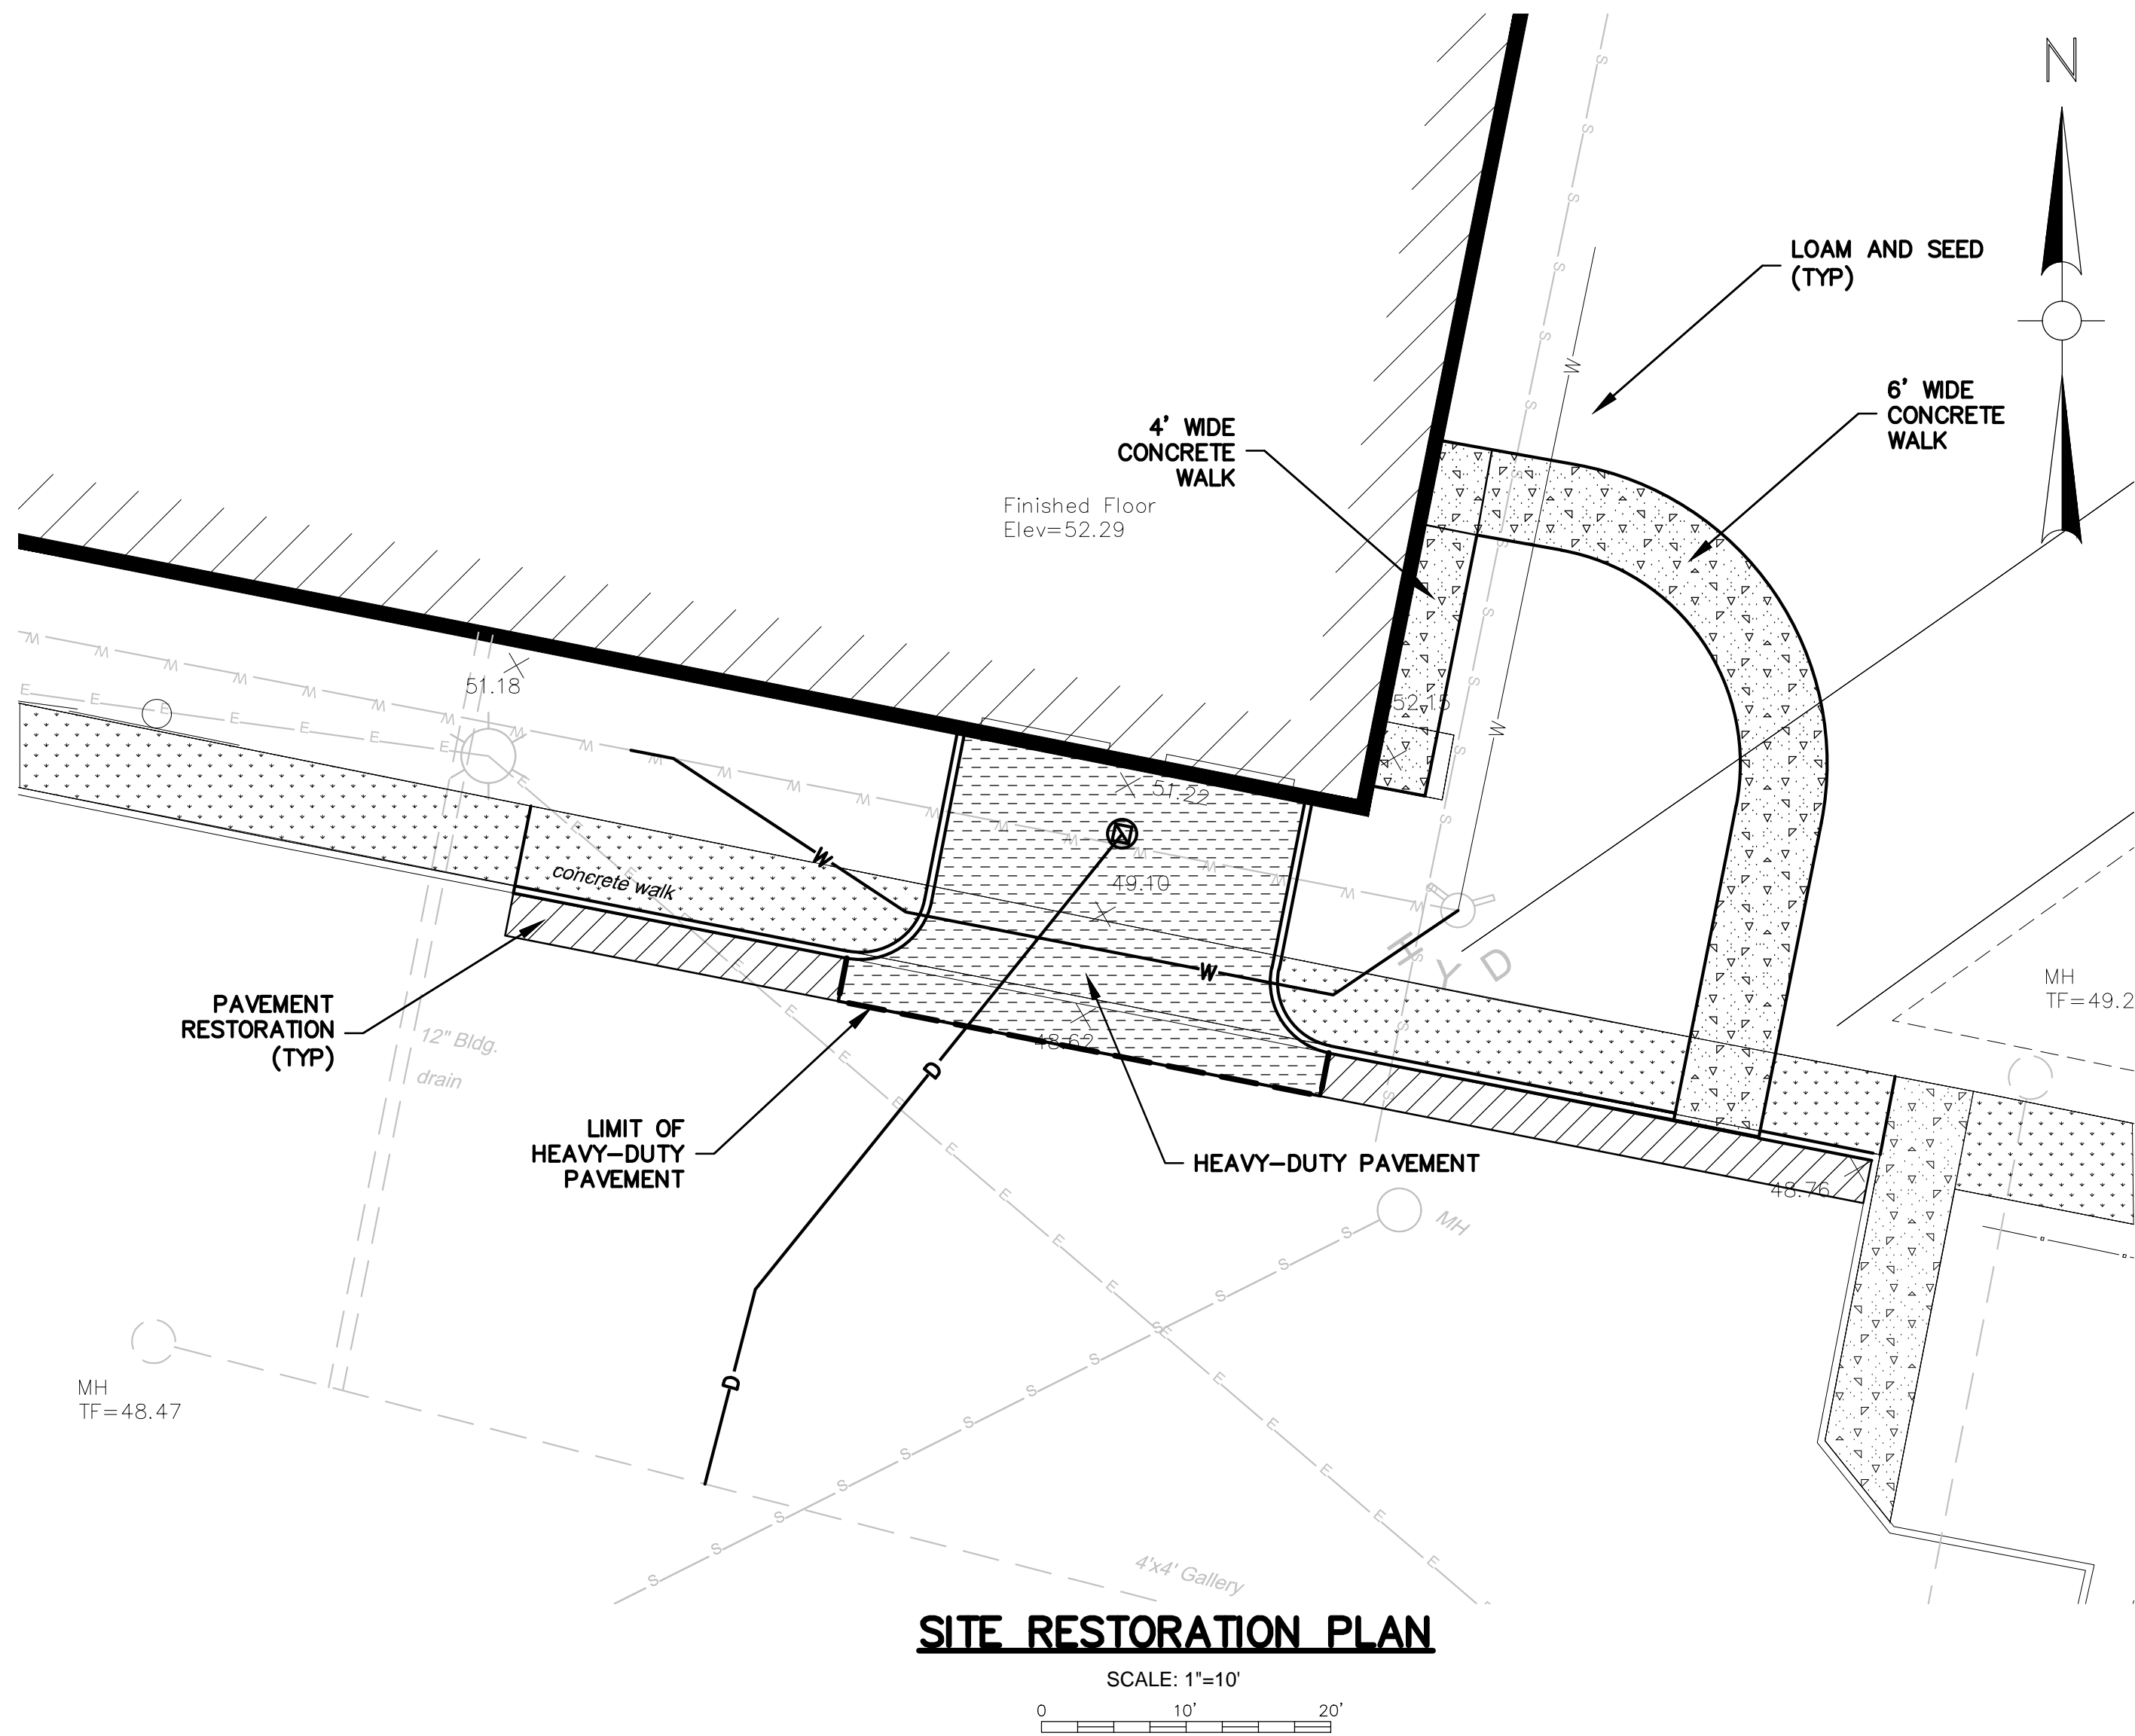 N
LOAM AND SEED
(TYP)
6' WIDE
CONCRETE
WALK
4' WIDE
CONCRETE
WALK
Finished Floor
Elev=52.29
51.18
52.15
51.22
49.10
concrete walk
HYD
MH
TF=49.2
PAVEMENT
RESTORATION
(TYP)
12" Bldg.
drain
48.62
LIMIT OF
HEAVY-DUTY
PAVEMENT
HEAVY-DUTY PAVEMENT
48.76
MH
MH
TF=48.47
4'x4' Gallery
W
W
W
W
D
D
SITE RESTORATION PLAN
SCALE: 1"=10'
0 10' 20'